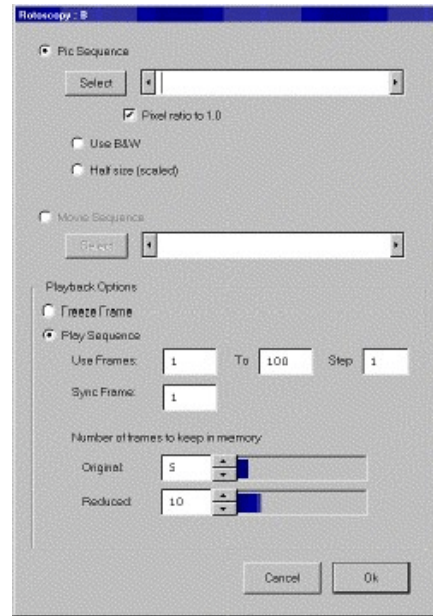 Rotoscopy : B
Pic Sequence
Select
Pixel ratio to 1.0
Use B&W
Half size (scaled)
Movie Sequence
Select
Playback Options
Freeze Frame
Play Sequence
Use Frames: 1 To 100 Step 1
Sync Frame: 1
Number of frames to keep in memory
Original: 5
Reduced: 10
Cancel Ok